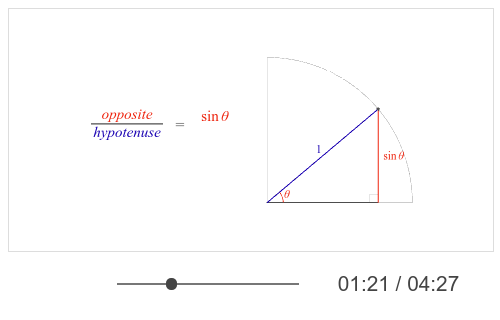 opposite
hypotenuse
=
sin θ
1
sin θ
θ
01:21 / 04:27